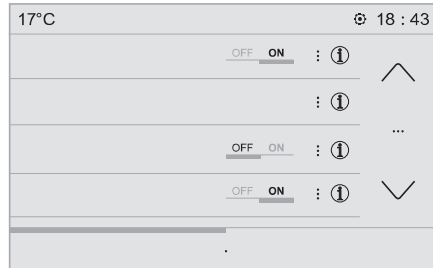 17°C 18 : 43
OFF ON : i
: i
OFF ON : i
OFF ON : i
...
.